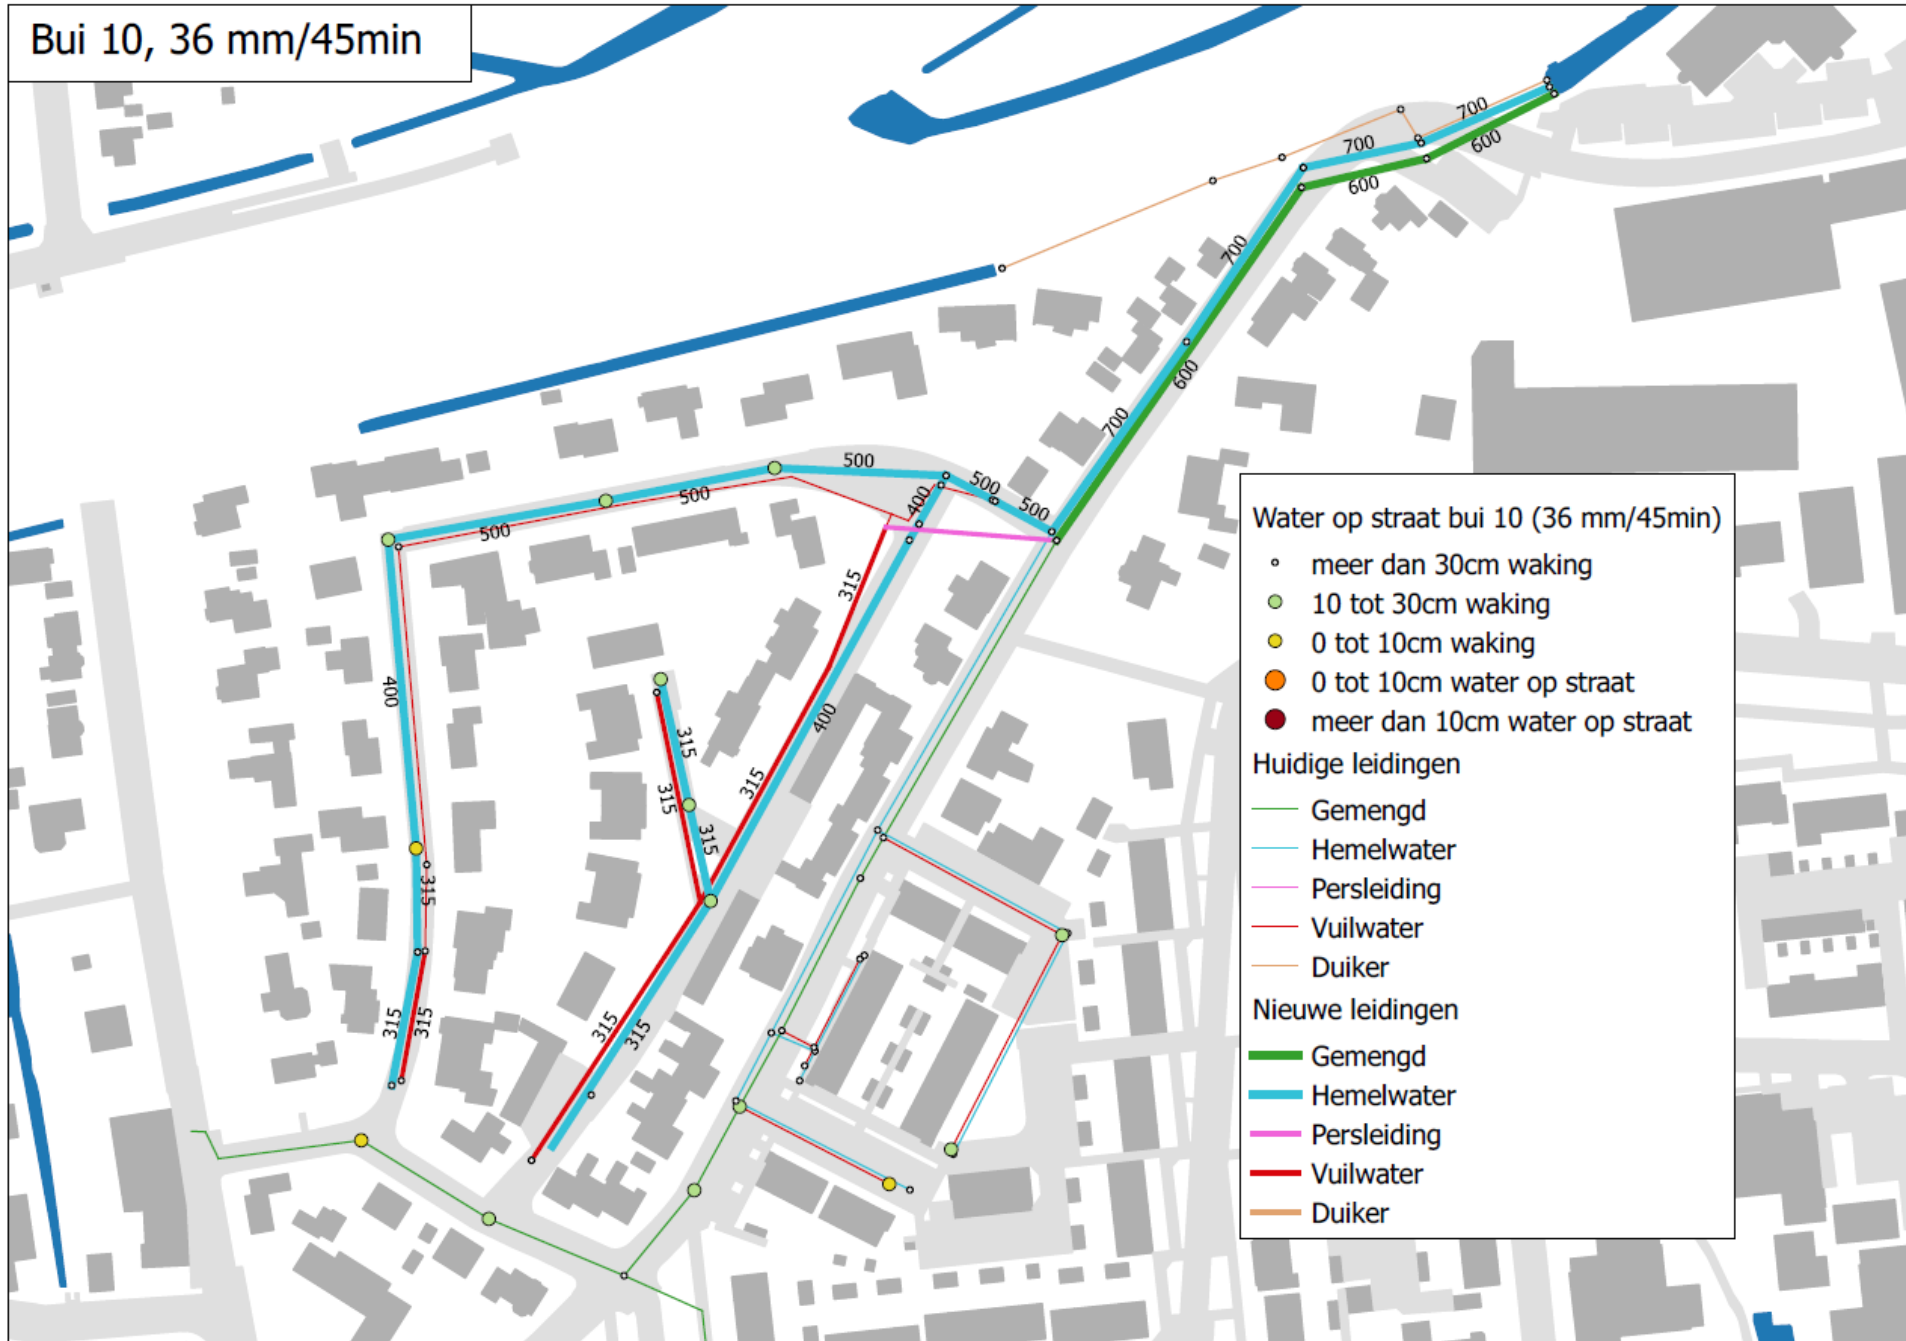 Bui 10, 36 mm/45min
700
700
600
600
700
600
700
500
500
500
400
500
500
315
400
315
400
315
315
315
315
315
315
315
315
Water op straat bui 10 (36 mm/45min)
meer dan 30cm waking
10 tot 30cm waking
0 tot 10cm waking
0 tot 10cm water op straat
meer dan 10cm water op straat
Huidige leidingen
Gemengd
Hemelwater
Persleiding
Vuilwater
Duiker
Nieuwe leidingen
Gemengd
Hemelwater
Persleiding
Vuilwater
Duiker